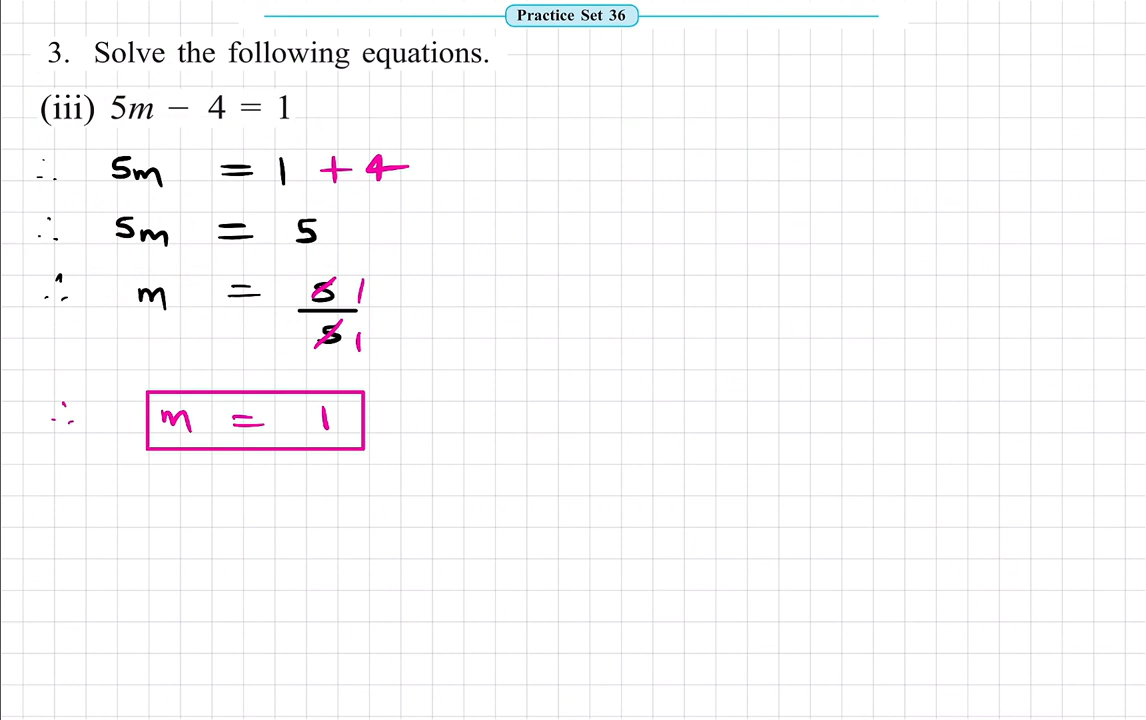 Practice Set 36
3. Solve the following equations.
(iii) 5m − 4 = 1
∴ 5m = 1 + 4
∴ 5m = 5
∴ m = 5/5 1/1
∴ m = 1